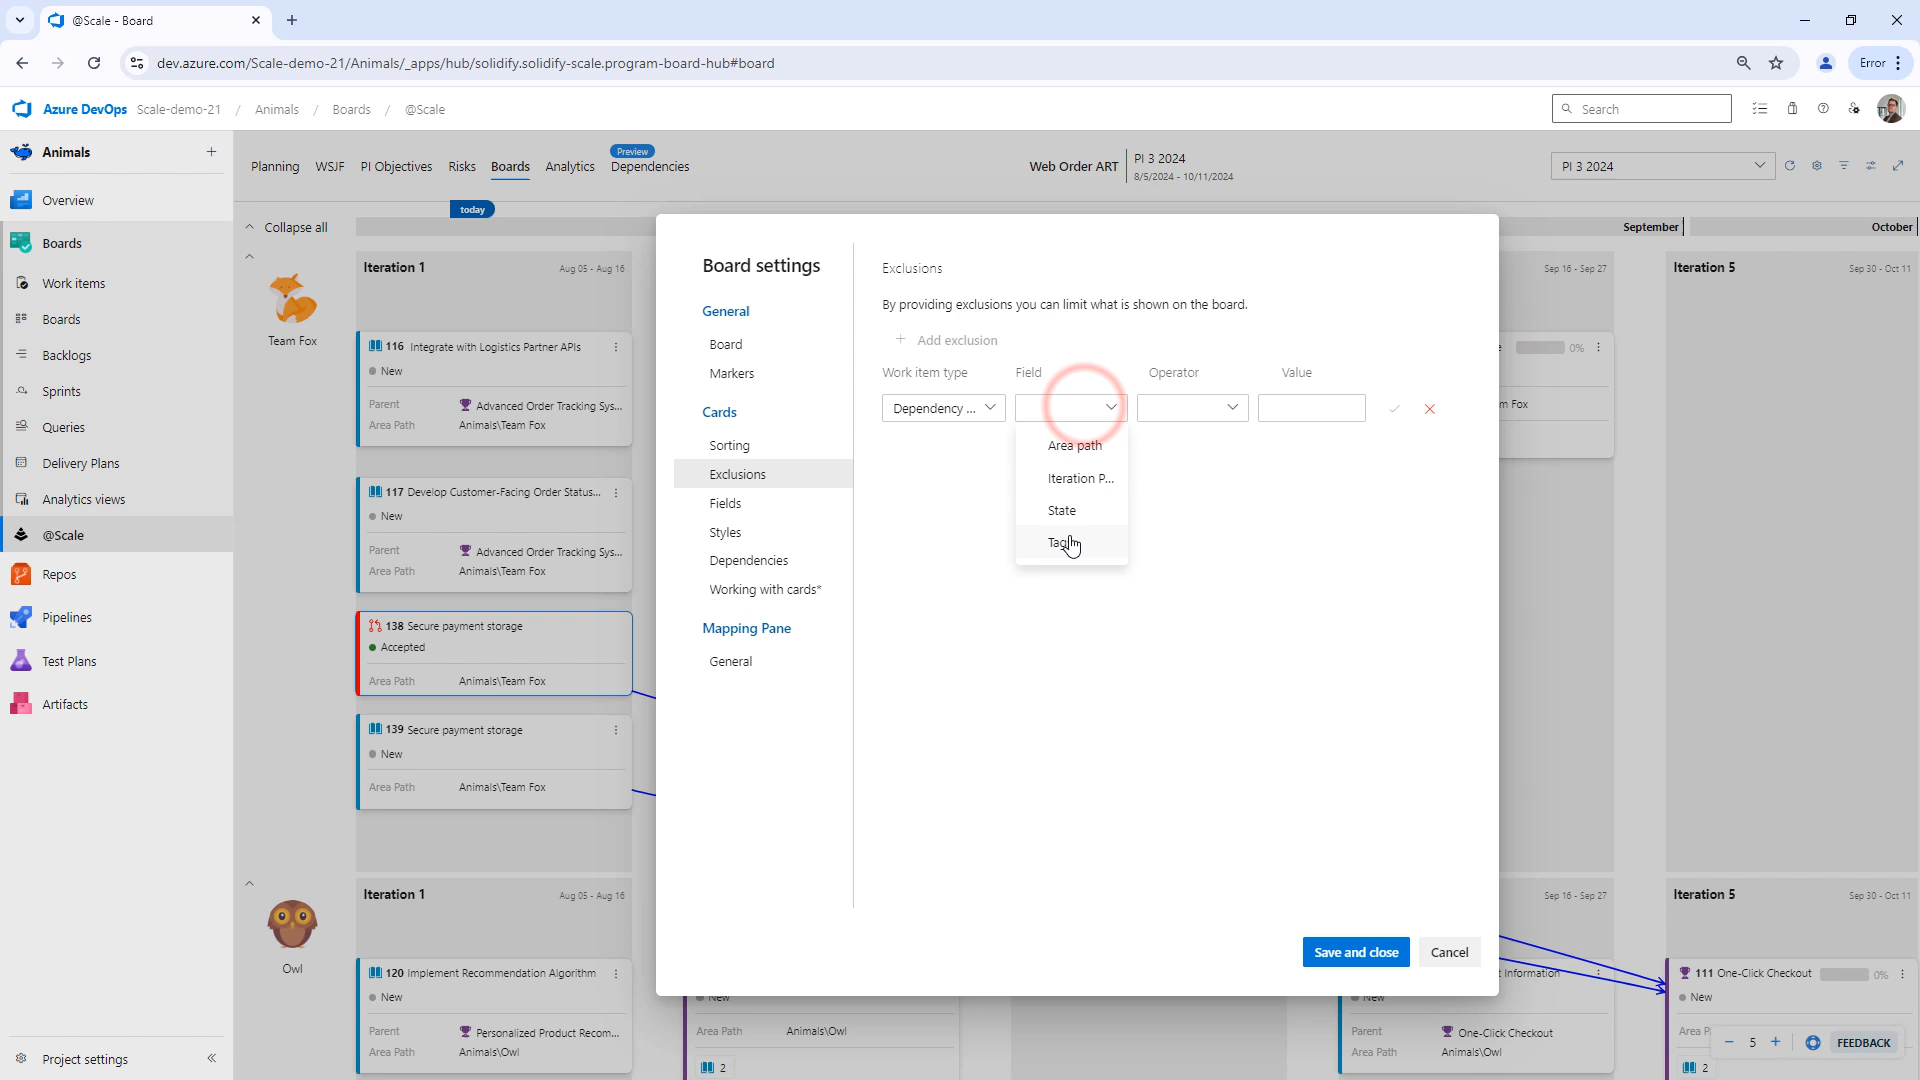 @Scale - Board
dev.azure.com/Scale-demo-21/Animals/_apps/hub/solidify.solidify-scale.program-board-hub#board
Error
Azure DevOps Scale-demo-21 / Animals / Boards / @Scale
Search
Animals
Overview
Boards
Work items
Boards
Backlogs
Sprints
Queries
Delivery Plans
Analytics views
@Scale
Repos
Pipelines
Test Plans
Artifacts
Project settings
Preview
Planning WSJF PI Objectives Risks Boards Analytics Dependencies
Web Order ART
PI 3 2024
8/5/2024 - 10/11/2024
PI 3 2024
today
Collapse all
September
October
Team Fox
Iteration 1
Aug 05 - Aug 16
116 Integrate with Logistics Partner APIs
New
Parent Advanced Order Tracking Sys...
Area Path Animals\Team Fox
117 Develop Customer-Facing Order Status...
New
Parent Advanced Order Tracking Sys...
Area Path Animals\Team Fox
138 Secure payment storage
Accepted
Area Path Animals\Team Fox
139 Secure payment storage
New
Area Path Animals\Team Fox
Board settings
General
Board
Markers
Cards
Sorting
Exclusions
Fields
Styles
Dependencies
Working with cards*
Mapping Pane
General
Exclusions
By providing exclusions you can limit what is shown on the board.
+ Add exclusion
Work item type Field Operator Value
Dependency ...
Area path
Iteration P...
State
Save and close
Cancel
Sep 16 - Sep 27
0%
m Fox
Iteration 5
Sep 30 - Oct 11
Owl
Iteration 1
Aug 05 - Aug 16
120 Implement Recommendation Algorithm
New
Parent Personalized Product Recom...
Area Path Animals\Owl
New
Area Path Animals\Owl
2
Sep 16 - Sep 27
t Information
New
Parent One-Click Checkout
Area Path Animals\Owl
Iteration 5
Sep 30 - Oct 11
111 One-Click Checkout
0%
New
Area P
2
5
FEEDBACK